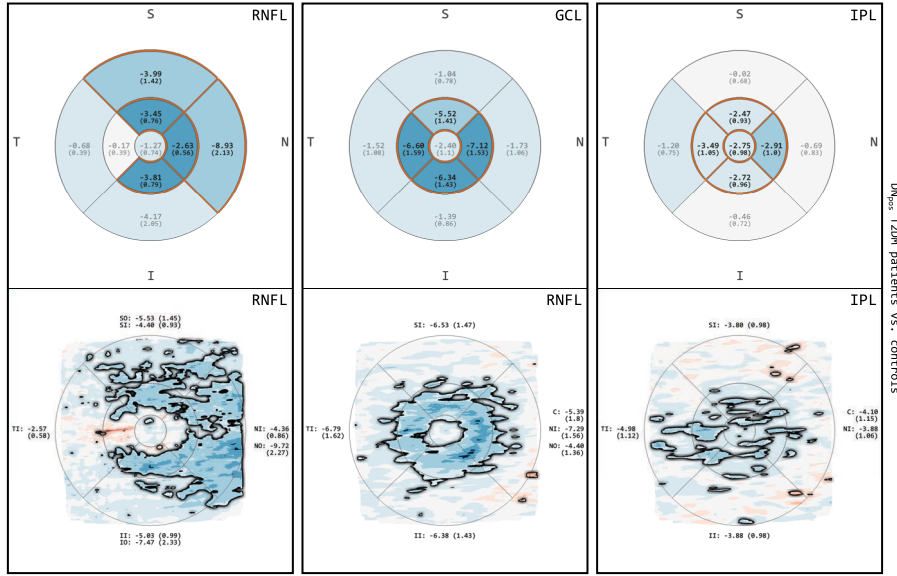 S
RNFL
-3.99
(1.42)
-3.45
(0.76)
T
-0.68
(0.39)
-0.17
(0.39)
-1.27
(0.74)
-2.63
(0.56)
-8.93
(2.13)
N
-3.81
(0.79)
-4.17
(2.05)
I
S
GCL
-1.04
(0.78)
-5.52
(1.41)
T
-1.52
(1.08)
-6.60
(1.59)
-2.40
(1.1)
-7.12
(1.53)
-1.73
(1.06)
N
-6.34
(1.43)
-1.39
(0.86)
I
S
IPL
-0.02
(0.68)
-2.47
(0.93)
T
-1.20
(0.75)
-3.49
(1.05)
-2.75
(0.98)
-2.91
(1.0)
-0.69
(0.83)
N
-2.72
(0.96)
-0.46
(0.72)
I
RNFL
SO: -5.53 (1.45)
SI: -4.40 (0.93)
TI: -2.57
(0.58)
NI: -4.36
(0.86)
NO: -9.72
(2.27)
II: -5.03 (0.99)
IO: -7.47 (2.33)
RNFL
SI: -6.53 (1.47)
TI: -6.79
(1.62)
C: -5.39
(1.8)
NI: -7.29
(1.56)
NO: -4.40
(1.36)
II: -6.38 (1.43)
IPL
SI: -3.80 (0.98)
TI: -4.98
(1.12)
C: -4.10
(1.15)
NI: -3.88
(1.06)
II: -3.88 (0.98)
DNpos T2DM patients vs. controls